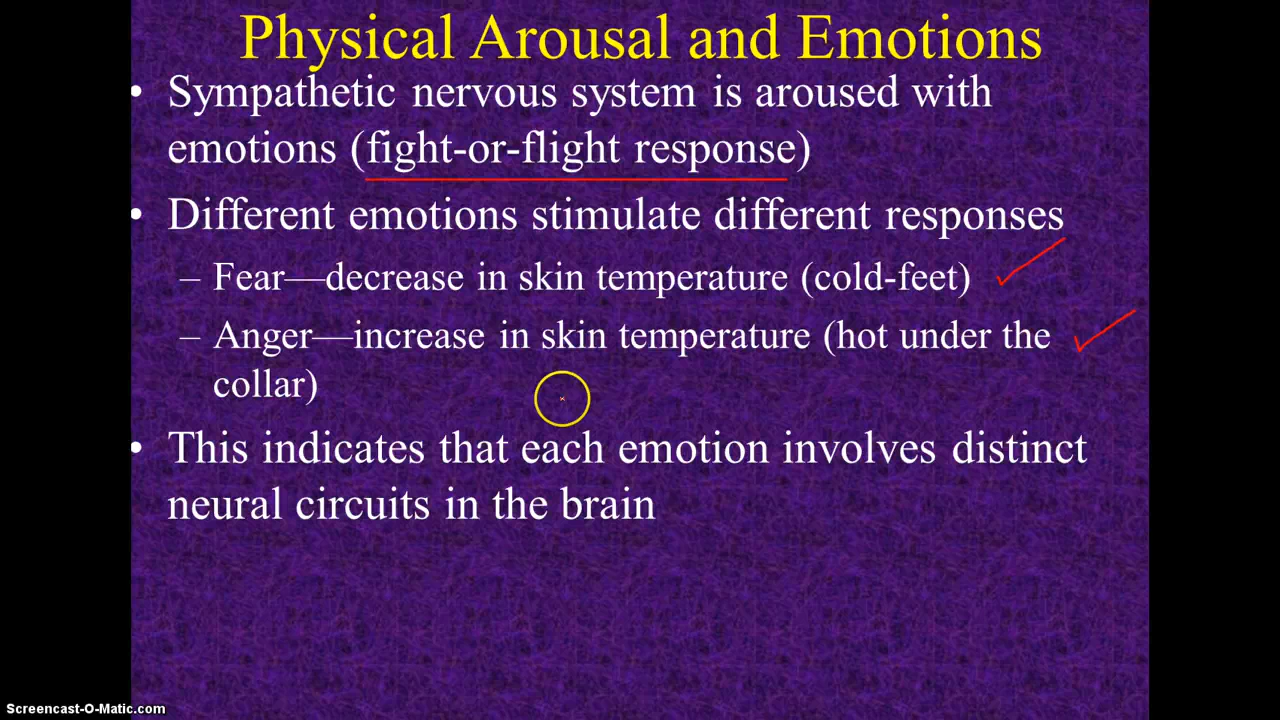 Physical Arousal and Emotions
• Sympathetic nervous system is aroused with
emotions (fight-or-flight response)
• Different emotions stimulate different responses
– Fear—decrease in skin temperature (cold-feet)
– Anger—increase in skin temperature (hot under the
collar)
• This indicates that each emotion involves distinct
neural circuits in the brain
Screencast-O-Matic.com